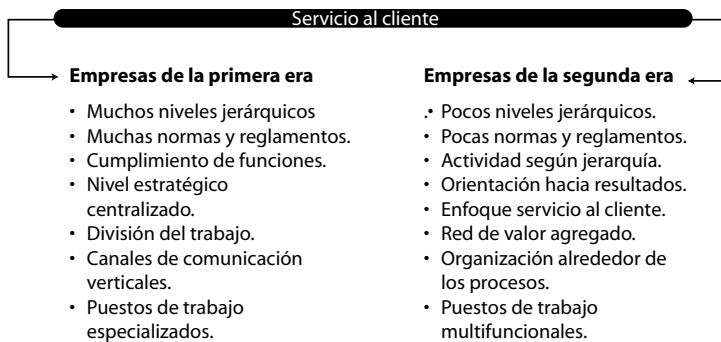 Servicio al cliente
Empresas de la primera era
• Muchos niveles jerárquicos
• Muchas normas y reglamentos.
• Cumplimiento de funciones.
• Nivel estratégico
centralizado.
• División del trabajo.
• Canales de comunicación
verticales.
• Puestos de trabajo
especializados.
Empresas de la segunda era
.• Pocos niveles jerárquicos.
• Pocas normas y reglamentos.
• Actividad según jerarquía.
• Orientación hacia resultados.
• Enfoque servicio al cliente.
• Red de valor agregado.
• Organización alrededor de
los procesos.
• Puestos de trabajo
multifuncionales.